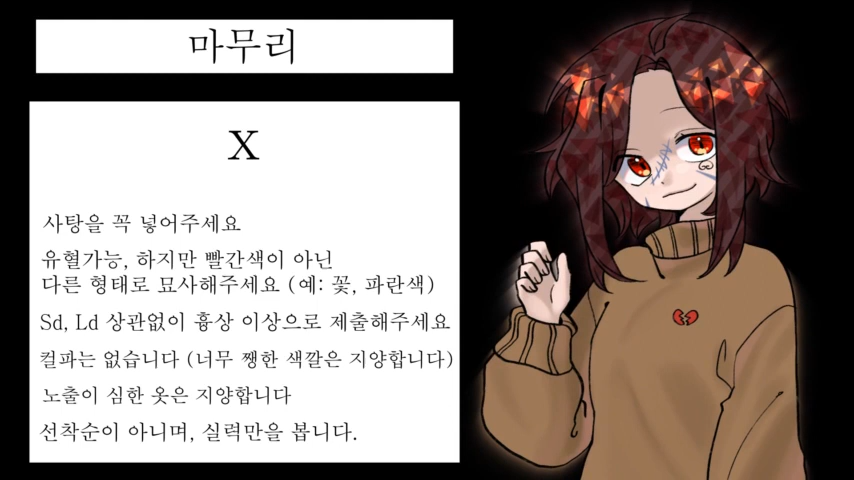 마무리
X
사탕을 꼭 넣어주세요
유혈가능, 하지만 빨간색이 아닌
다른 형태로 묘사해주세요 (예: 꽃, 파란색)
Sd, Ld 상관없이 흉상 이상으로 제출해주세요
컬파는 없습니다 (너무 쨍한 색깔은 지양합니다)
노출이 심한 옷은 지양합니다
선착순이 아니며, 실력만을 봅니다.